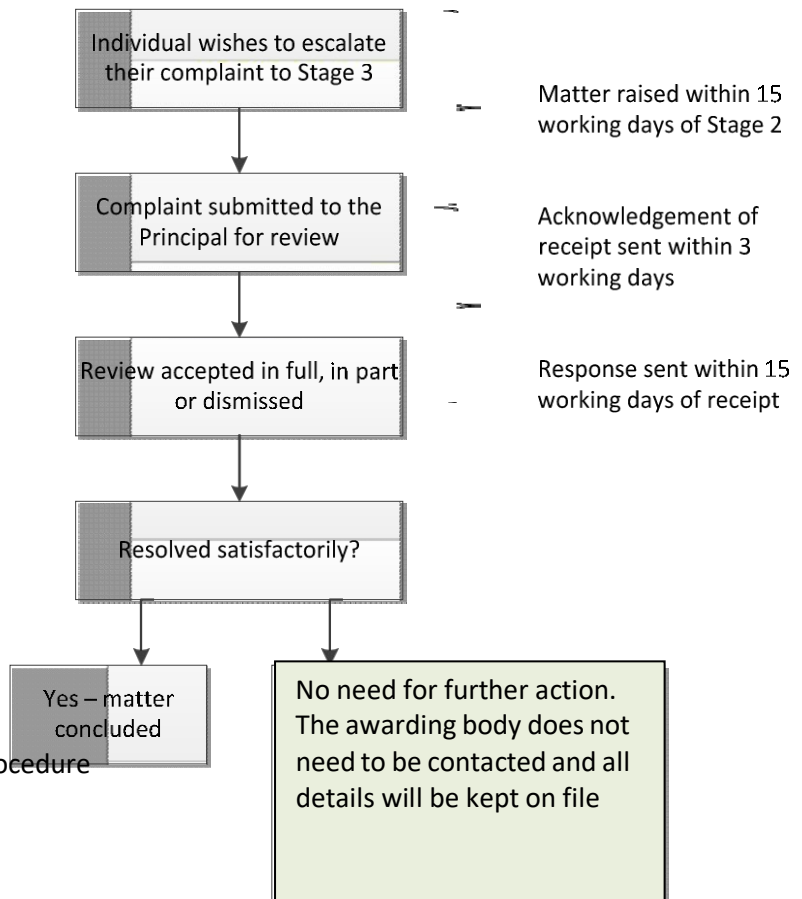 Individual wishes to escalate
their complaint to Stage 3
Matter raised within 15
working days of Stage 2
Complaint submitted to the
Principal for review
Acknowledgement of
receipt sent within 3
working days
Review accepted in full, in part
or dismissed
Response sent within 15
working days of receipt
Resolved satisfactorily?
Yes – matter
concluded
ocedure
No need for further action.
The awarding body does not
need to be contacted and all
details will be kept on file